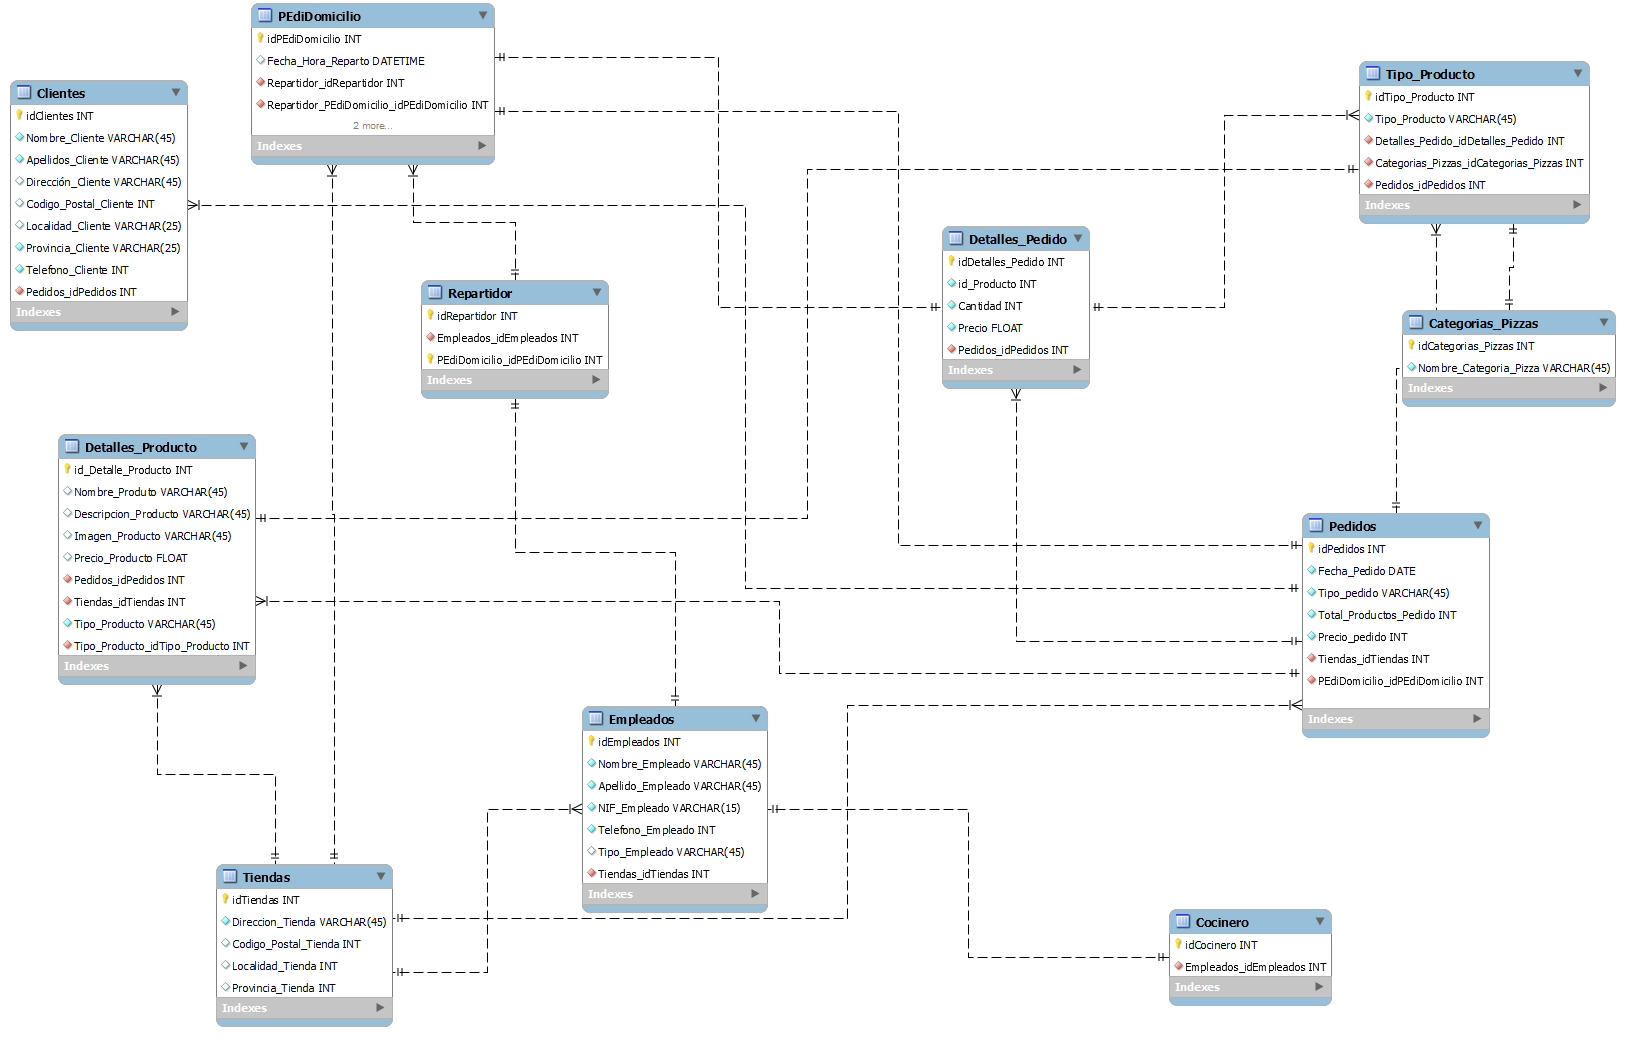 PEdiDomicilio
idPEdiDomicilio INT
Fecha_Hora_Reparto DATETIME
Repartidor_idRepartidor INT
Repartidor_PEdiDomicilio_idPEdiDomicilio INT
2 more...
Indexes
Clientes
idClientes INT
Nombre_Cliente VARCHAR(45)
Apellidos_Cliente VARCHAR(45)
Dirección_Cliente VARCHAR(45)
Codigo_Postal_Cliente INT
Localidad_Cliente VARCHAR(25)
Provincia_Cliente VARCHAR(25)
Telefono_Cliente INT
Pedidos_idPedidos INT
Indexes
Tipo_Producto
idTipo_Producto INT
Tipo_Producto VARCHAR(45)
Detalles_Pedido_idDetalles_Pedido INT
Categorias_Pizzas_idCategorias_Pizzas INT
Pedidos_idPedidos INT
Indexes
Detalles_Pedido
idDetalles_Pedido INT
id_Producto INT
Cantidad INT
Precio FLOAT
Pedidos_idPedidos INT
Indexes
Repartidor
idRepartidor INT
Empleados_idEmpleados INT
PEdiDomicilio_idPEdiDomicilio INT
Indexes
Categorias_Pizzas
idCategorias_Pizzas INT
Nombre_Categoria_Pizza VARCHAR(45)
Indexes
Detalles_Producto
id_Detalle_Producto INT
Nombre_Produto VARCHAR(45)
Descripcion_Producto VARCHAR(45)
Imagen_Producto VARCHAR(45)
Precio_Producto FLOAT
Pedidos_idPedidos INT
Tiendas_idTiendas INT
Tipo_Producto VARCHAR(45)
Tipo_Producto_idTipo_Producto INT
Indexes
Pedidos
idPedidos INT
Fecha_Pedido DATE
Tipo_pedido VARCHAR(45)
Total_Productos_Pedido INT
Precio_pedido INT
Tiendas_idTiendas INT
PEdiDomicilio_idPEdiDomicilio INT
Indexes
Empleados
idEmpleados INT
Nombre_Empleado VARCHAR(45)
Apellido_Empleado VARCHAR(45)
NIF_Empleado VARCHAR(15)
Telefono_Empleado INT
Tipo_Empleado VARCHAR(45)
Tiendas_idTiendas INT
Indexes
Tiendas
idTiendas INT
Direccion_Tienda VARCHAR(45)
Codigo_Postal_Tienda INT
Localidad_Tienda INT
Provincia_Tienda INT
Indexes
Cocinero
idCocinero INT
Empleados_idEmpleados INT
Indexes